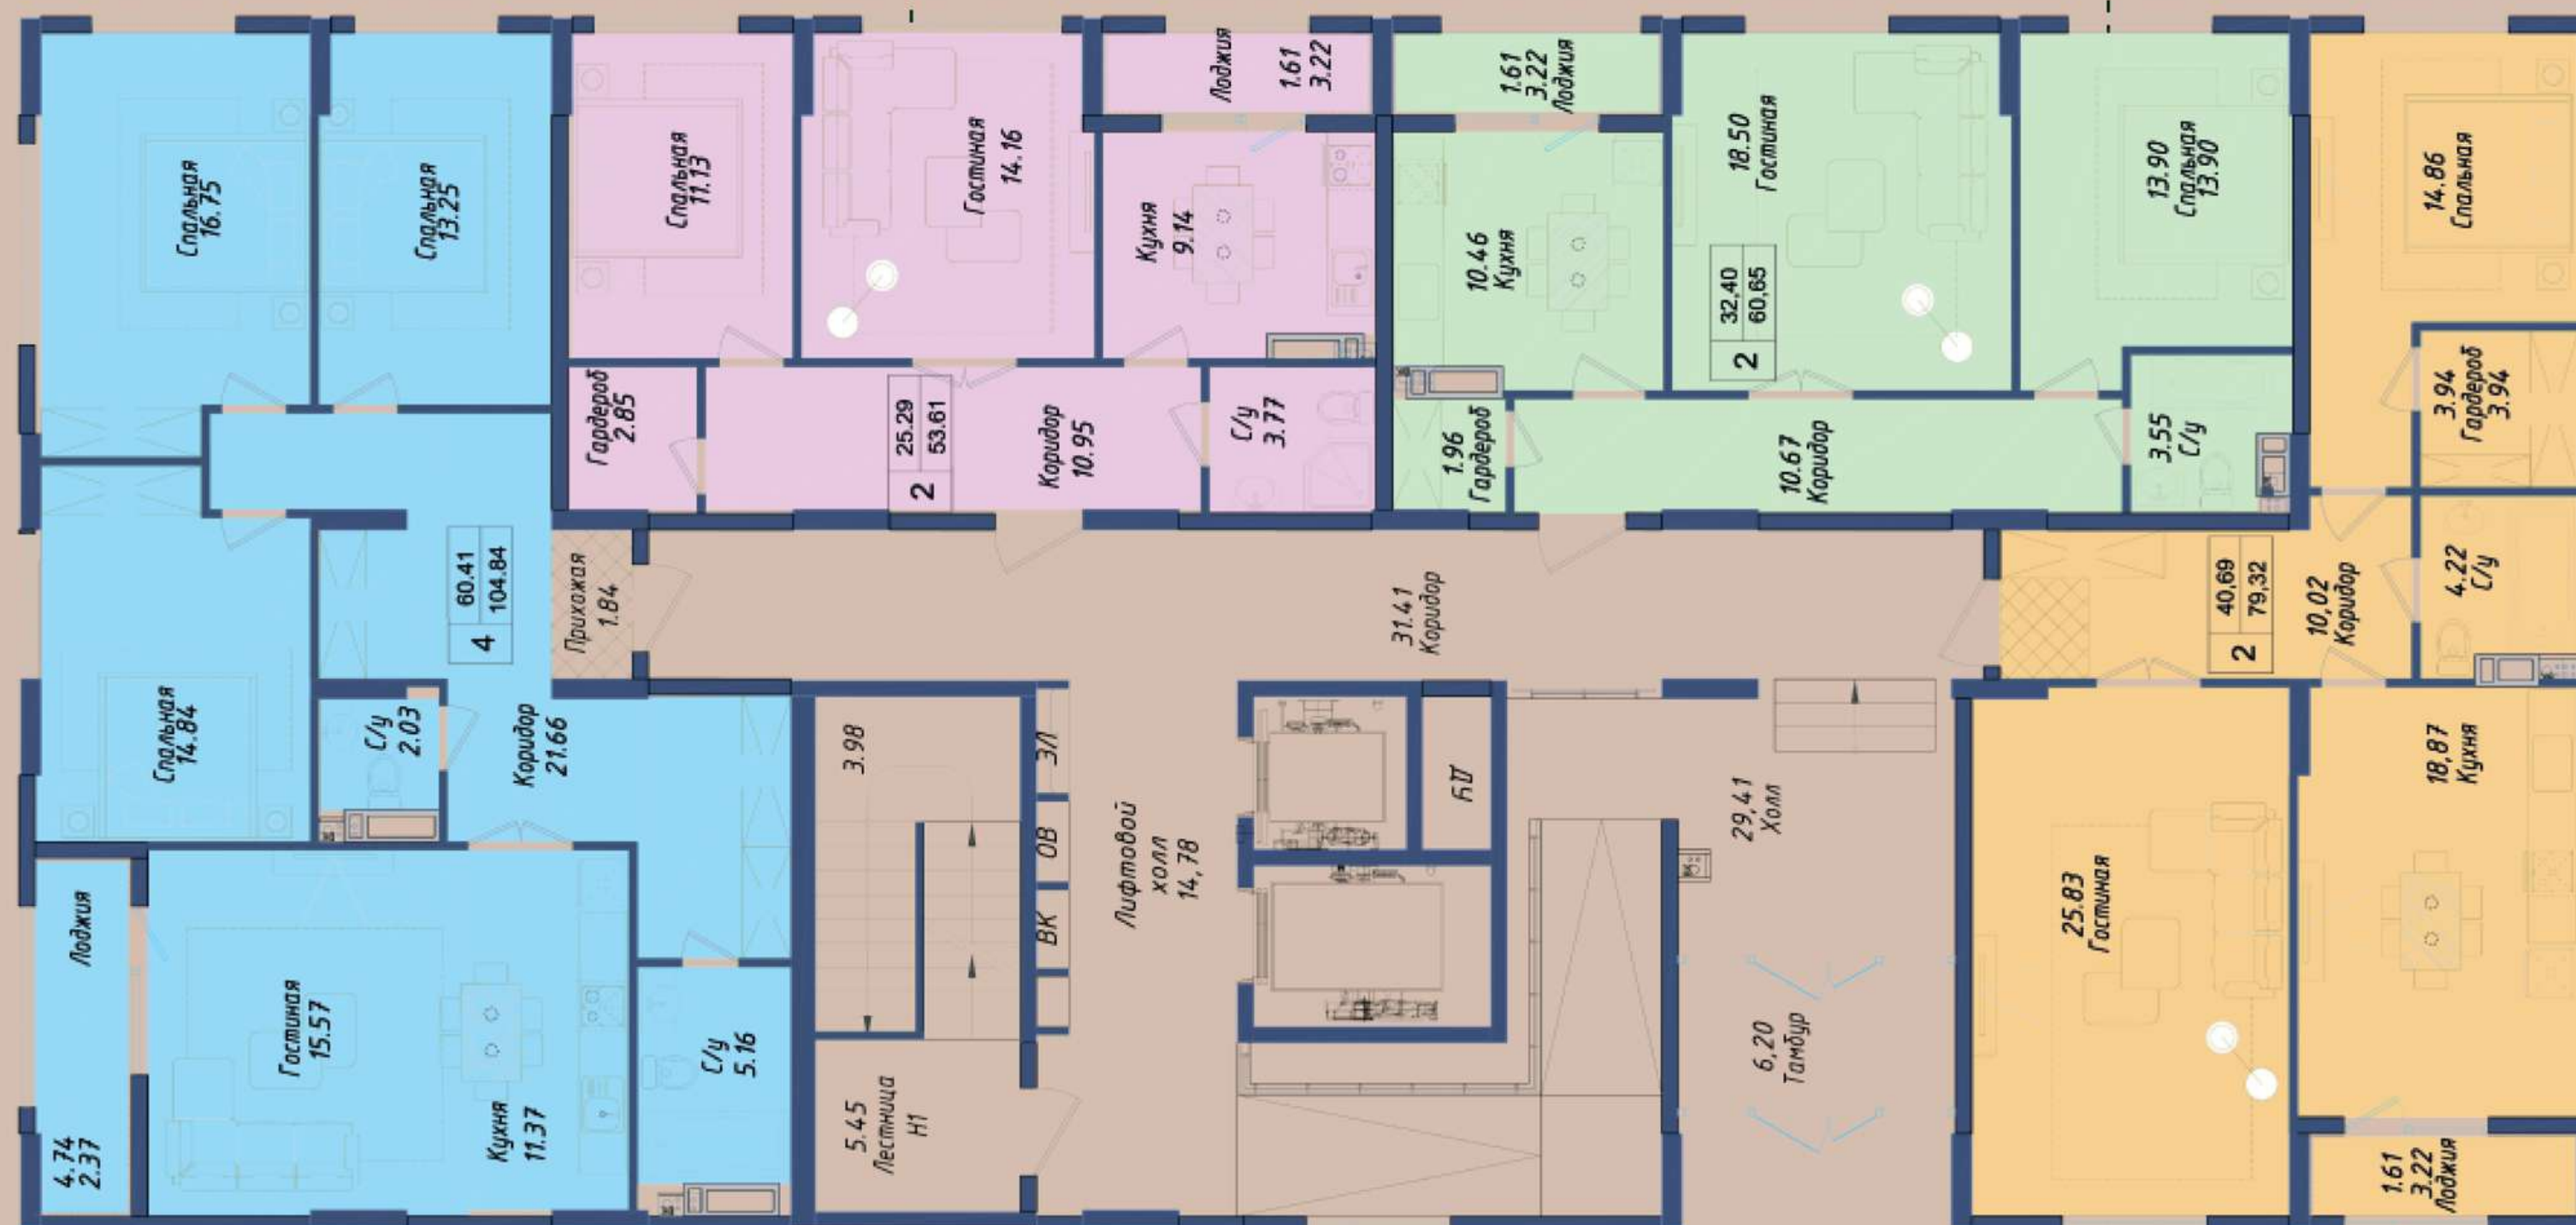 Спальная
16.75
Спальная
13.25
Спальная
14.84
С/у
2.03
Коридор
21.66
4
60.41
104.84
Прихожая
1.84
Лоджия
4.74
2.37
Гостиная
15.57
Кухня
11.37
С/у
5.16
Спальная
11.13
Гостиная
14.16
Лоджия
1.61
3.22
Кухня
9.14
Гардероб
2.85
2
25.29
53.61
Коридор
10.95
С/у
3.77
1.61
3.22
Лоджия
10.46
Кухня
18.50
Гостиная
2
32,40
60,65
13.90
Спальная
13.90
1.96
Гардероб
10.67
Коридор
3.55
С/у
14.86
Спальная
3.94
Гардероб
3.94
4.22
С/у
2
40,69
79,32
10,02
Коридор
25.83
Гостиная
18,87
Кухня
1.61
3.22
Лоджия
31.41
Коридор
3.98
5.45
Лестница
Н1
ЭЛ
ОВ
ВК
Лифтовой
холл
14,78
29,41
Холл
6,20
Тамбур